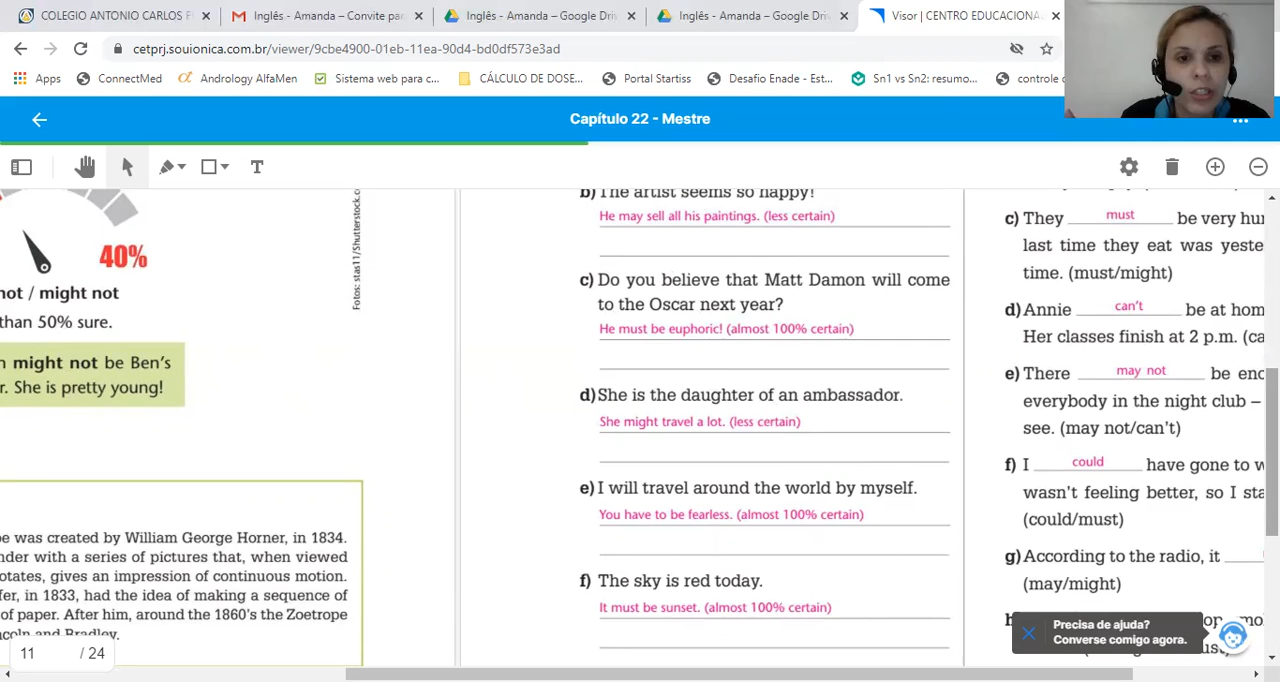 COLEGIO ANTONIO CARLOS
Inglês - Amanda – Convite par
Inglês - Amanda – Google Dri
Inglês - Amanda – Google Dri
Visor | CENTRO EDUCACIONA
cetprj.souionica.com.br/viewer/9cbe4900-01eb-11ea-90d4-bd0df573e3ad
Apps
ConnectMed
Andrology AlfaMen
Sistema web para c...
CÁLCULO DE DOSE...
Portal Startiss
Desafio Enade - Est...
Sn1 vs Sn2: resumo...
controle
Capítulo 22 - Mestre
T
40%
Fotos: stas11/Shutterstock.c
not / might not
than 50% sure.
might not be Ben's
r. She is pretty young!
be was created by William George Horner, in 1834.
nder with a series of pictures that, when viewed
otates, gives an impression of continuous motion.
fer, in 1833, had the idea of making a sequence of
of paper. After him, around the 1860's the Zoetrope
ncoln and Bradley.
11 / 24
b) The artist seems so happy!
He may sell all his paintings. (less certain)
c) Do you believe that Matt Damon will come
to the Oscar next year?
He must be euphoric! (almost 100% certain)
d) She is the daughter of an ambassador.
She might travel a lot. (less certain)
e) I will travel around the world by myself.
You have to be fearless. (almost 100% certain)
f) The sky is red today.
It must be sunset. (almost 100% certain)
c) They must be very hu
last time they eat was yeste
time. (must/might)
d) Annie can't be at hom
Her classes finish at 2 p.m. (ca
e) There may not be eno
everybody in the night club –
see. (may not/can't)
f) I could have gone to w
wasn't feeling better, so I sta
(could/must)
g) According to the radio, it
(may/might)
Precisa de ajuda?
Converse comigo agora.